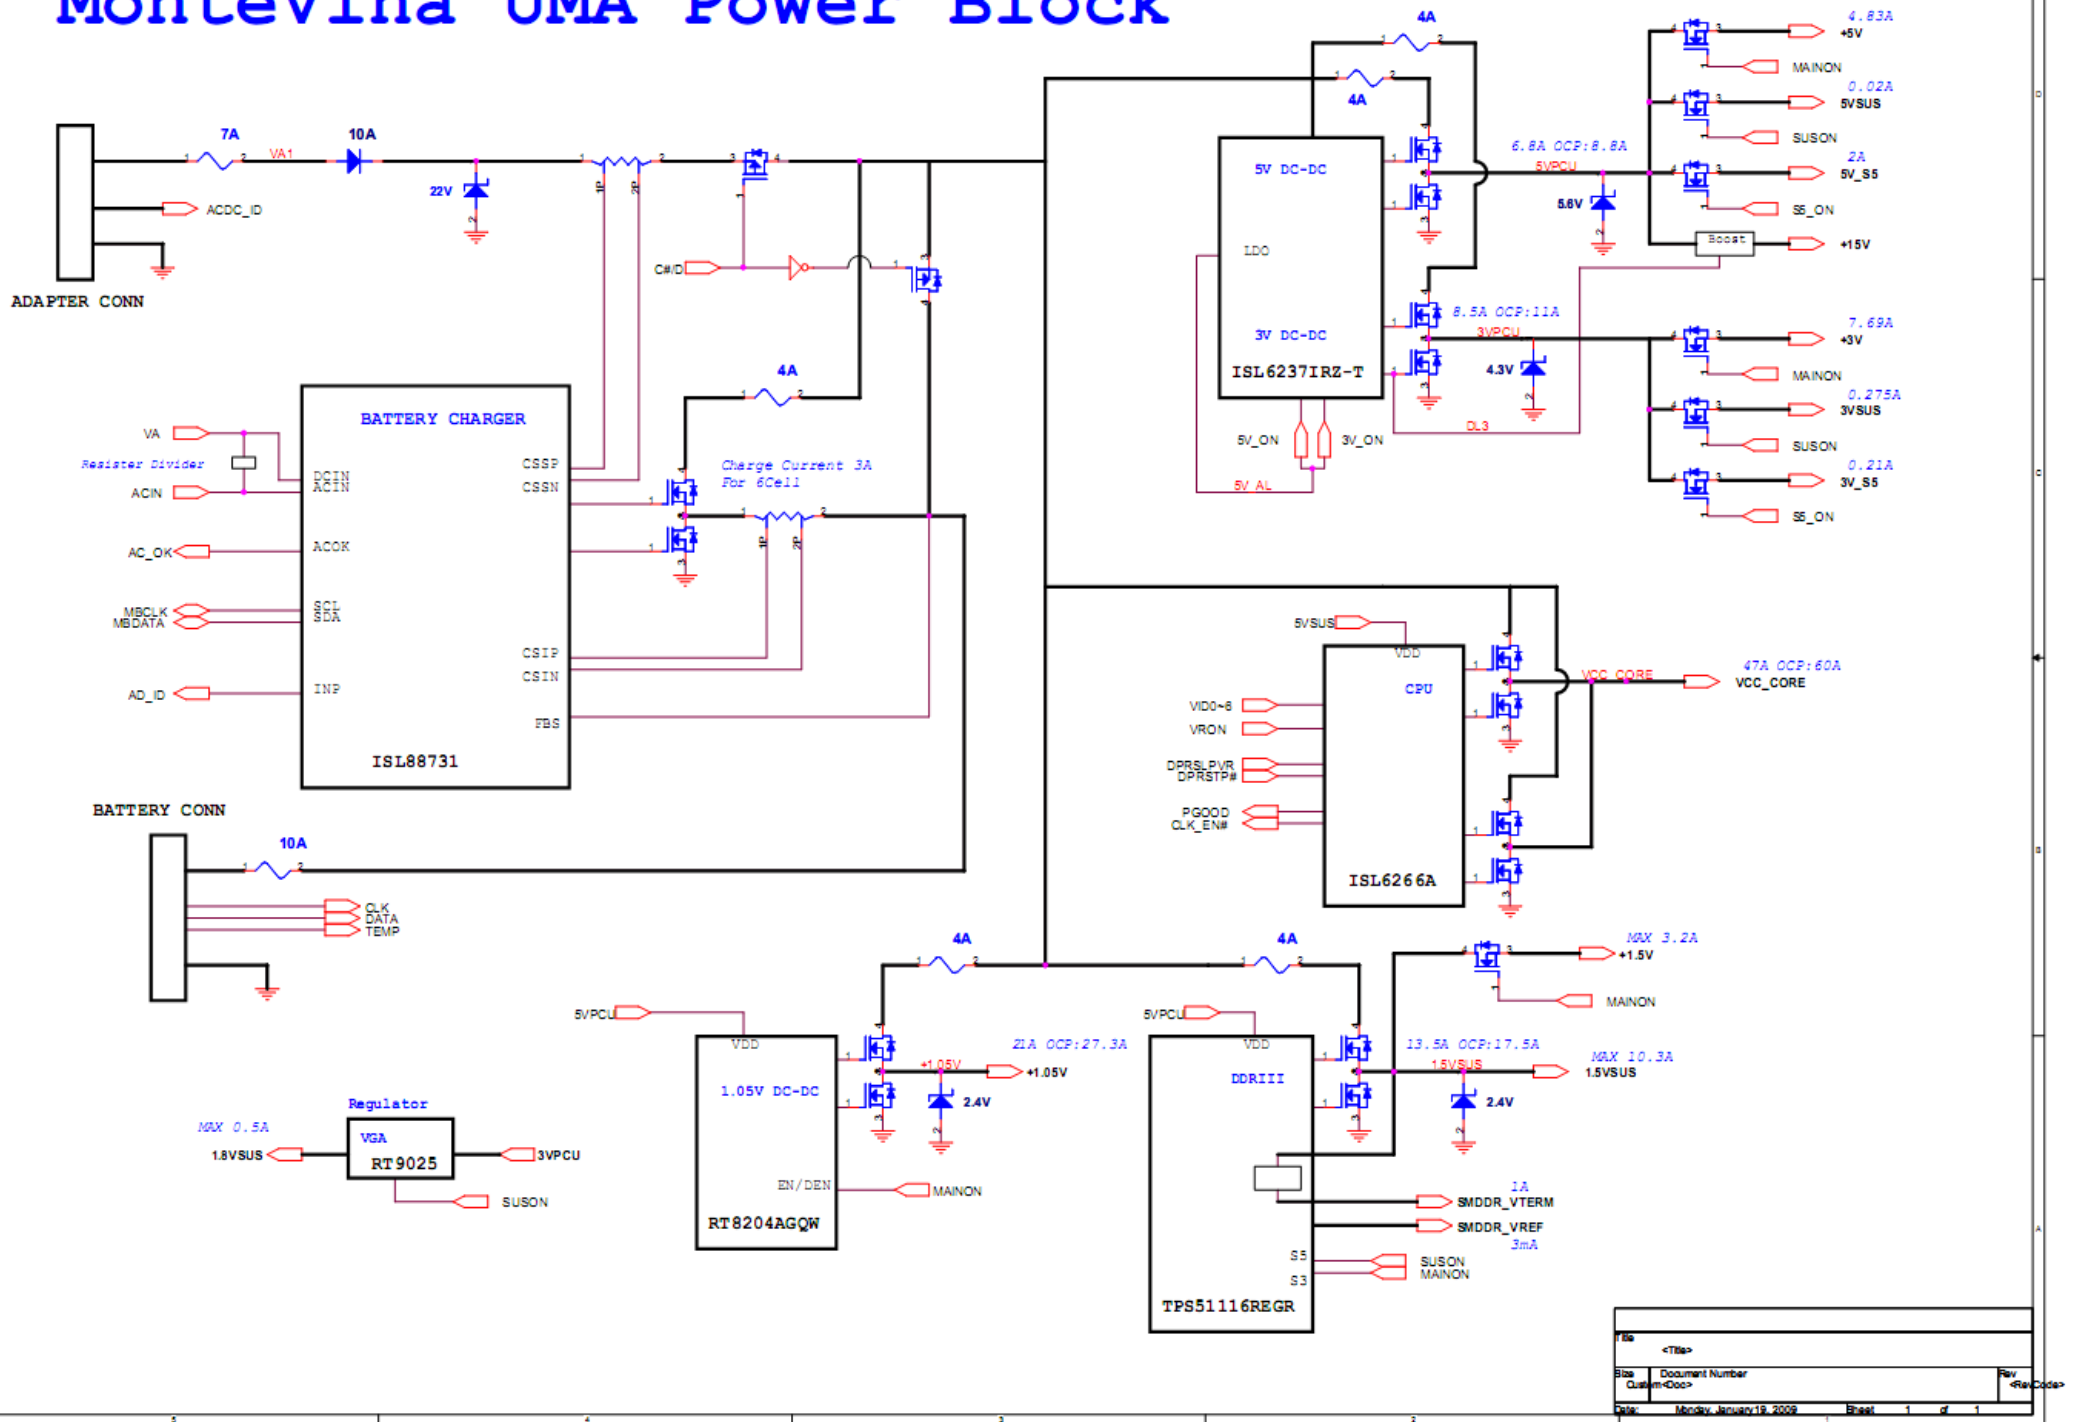 Montevina UMA Power Block
7A
VA1
10A
22V
ACDC_ID
ADAPTER CONN
C#/D
1P
2P
4A
BATTERY CHARGER
VA
Resister Divider
ACIN
DCIN
ACIN
CSSP
CSSN
Charge Current 3A
For 6Cell
AC_OK
ACOK
1P
2P
MBCLK
MBDATA
SCL
SDA
CSIP
CSIN
AD_ID
INP
FBS
ISL88731
BATTERY CONN
10A
CLK
DATA
TEMP
4A
4A
5V DC-DC
LDO
3V DC-DC
ISL6237IRZ-T
5V_ON
3V_ON
5V_AL
DL3
6.8A OCP:8.8A
5VPCU
5.6V
8.5A OCP:11A
3VPCU
4.3V
4.83A
+5V
MAINON
0.02A
5VSUS
SUSON
2A
5V_S5
S5_ON
Boost
+15V
7.69A
+3V
MAINON
0.275A
3VSUS
SUSON
0.21A
3V_S5
S5_ON
5VSUS
VDD
CPU
VID0~6
VRON
DPRSLPVR
DPRSTP#
PGOOD
CLK_EN#
ISL6266A
VCC_CORE
47A OCP:60A
VCC_CORE
4A
5VPCU
VDD
1.05V DC-DC
EN/DEN
MAINON
RT8204AGQW
21A OCP:27.3A
+1.05V
+1.05V
2.4V
Regulator
MAX 0.5A
1.8VSUS
VGA
RT9025
3VPCU
SUSON
4A
5VPCU
VDD
DDRIII
MAX 3.2A
+1.5V
MAINON
13.5A OCP:17.5A
1.5VSUS
MAX 10.3A
1.5VSUS
2.4V
1A
SMDDR_VTERM
SMDDR_VREF
3mA
S5
SUSON
S3
MAINON
TPS51116REGR
Title
<Title>
Size
Document Number
Rev
Custom<Doc>
<RevCode>
Date:
Monday, January 19, 2009
Sheet
1
of
1